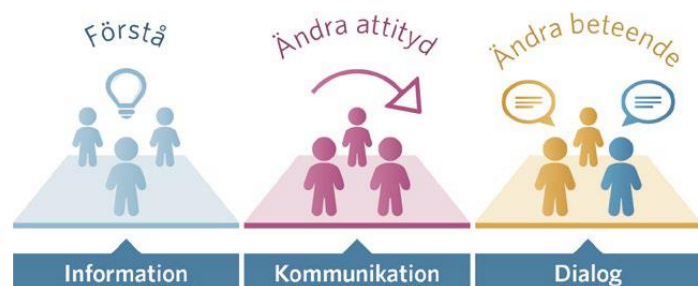 Förstå
Ändra attityd
Ändra beteende
Information
Kommunikation
Dialog